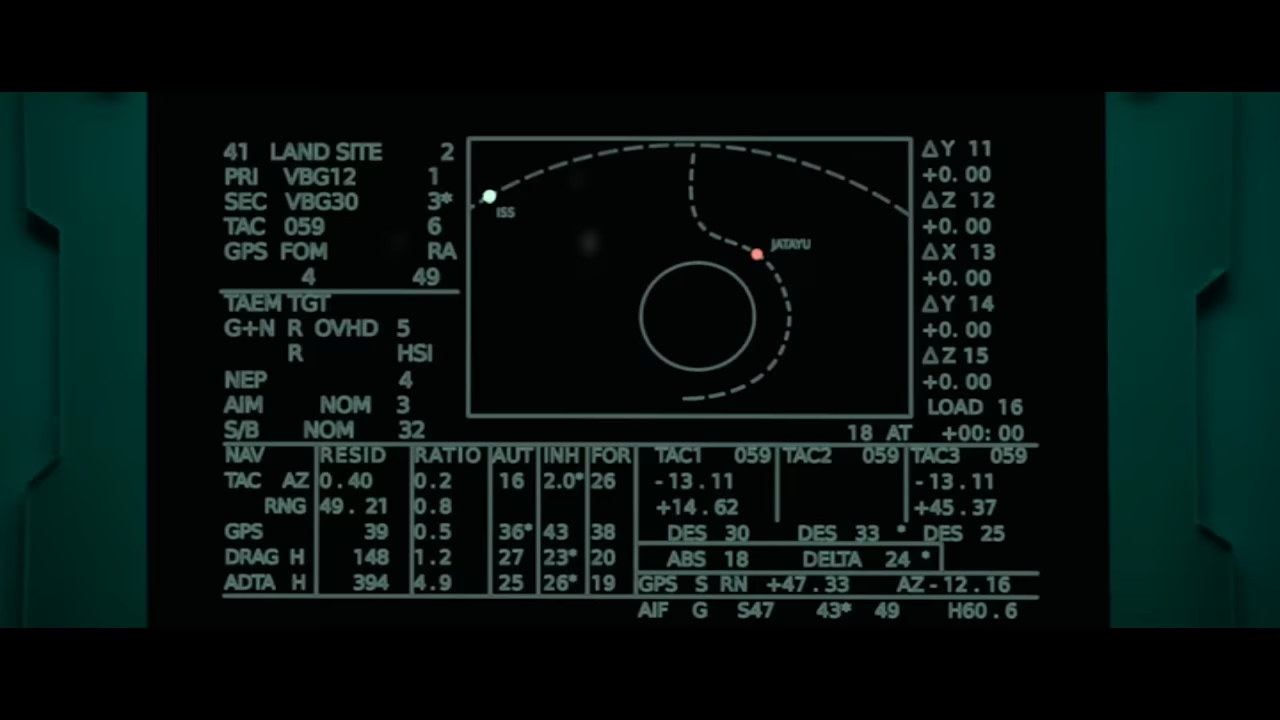 41 LAND SITE 2
PRI VBG12 1
SEC VBG30 3*
TAC 059 6
GPS FOM RA
4 49
TAEM TGT
G+N R OVHD 5
R HSI
NEP 4
AIM NOM 3
S/B NOM 32
ISS
JATAYU
ΔY 11
+0.00
ΔZ 12
+0.00
ΔX 13
+0.00
ΔY 14
+0.00
ΔZ 15
+0.00
LOAD 16
18 AT +00:00
NAV RESID RATIO AUT INH FOR TAC1 059 TAC2 059 TAC3 059
TAC AZ 0.40 0.2 16 2.0* 26 -13.11 -13.11
RNG 49.21 0.8 +14.62 +45.37
GPS 39 0.5 36* 43 38 DES 30 DES 33 * DES 25
DRAG H 148 1.2 27 23* 20 ABS 18 DELTA 24 *
ADTA H 394 4.9 25 26* 19 GPS S RN +47.33 AZ-12.16
AIF G S47 43* 49 H60.6